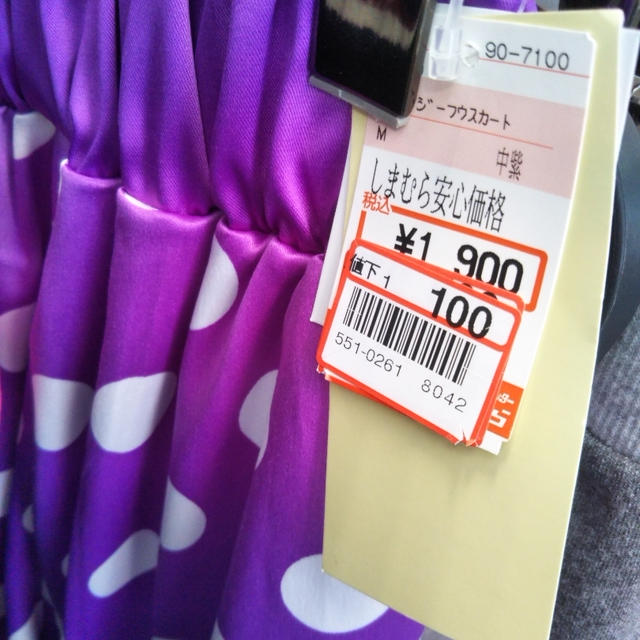 90-7100
ジーフウスカート
M 中紫
しまむら安心価格
税込
¥1 900
値下1
100
551-0261 8042